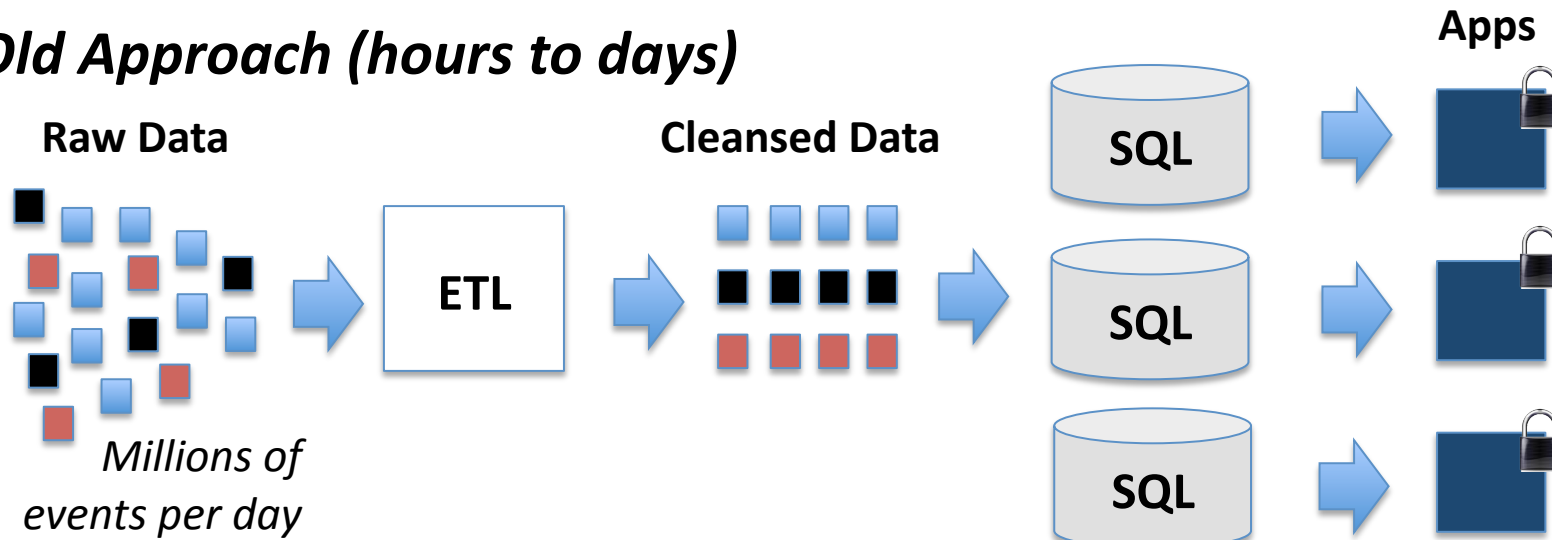 Old Approach (hours to days)
Apps
Raw Data
Cleansed Data
SQL
ETL
SQL
SQL
Millions of
events per day